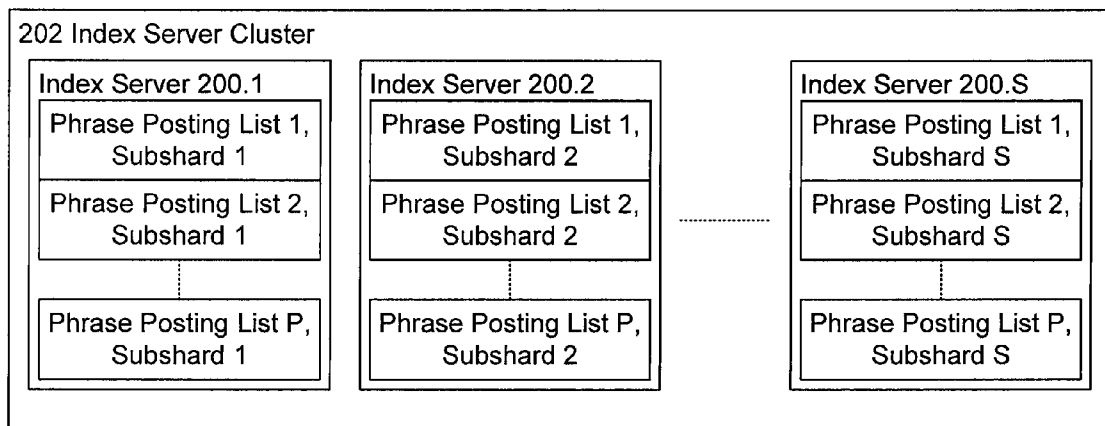 202 Index Server Cluster
Index Server 200.1
Phrase Posting List 1,
Subshard 1
Phrase Posting List 2,
Subshard 1
Phrase Posting List P,
Subshard 1
Index Server 200.2
Phrase Posting List 1,
Subshard 2
Phrase Posting List 2,
Subshard 2
Phrase Posting List P,
Subshard 2
Index Server 200.S
Phrase Posting List 1,
Subshard S
Phrase Posting List 2,
Subshard S
Phrase Posting List P,
Subshard S